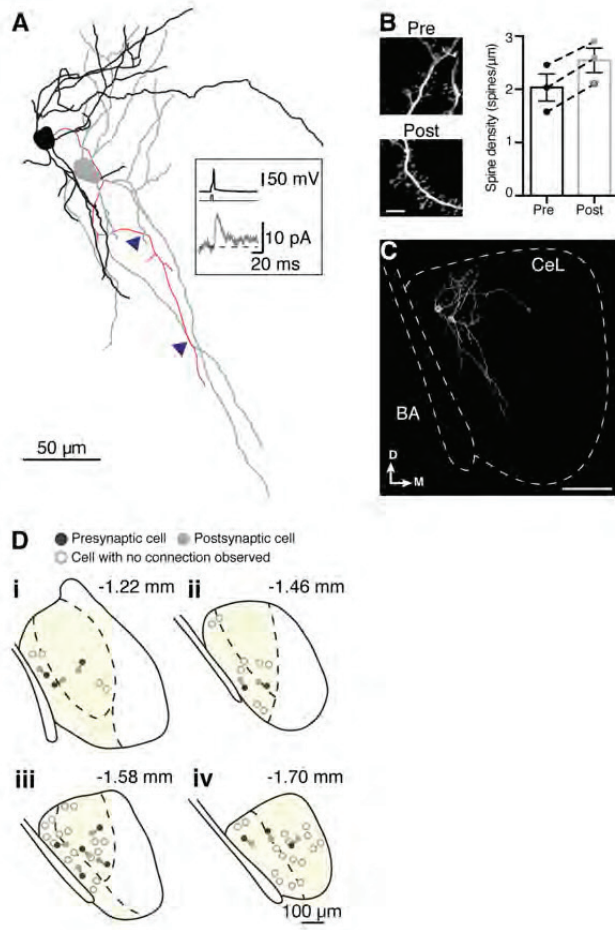 A
50 mV
10 pA
20 ms
50 µm
B
Pre
Post
Spine density (spines/µm)
3
2
1
0
Pre
Post
C
CeL
BA
D
M
D
Presynaptic cell
Postsynaptic cell
Cell with no connection observed
i
-1.22 mm
ii
-1.46 mm
iii
-1.58 mm
iv
-1.70 mm
100 µm